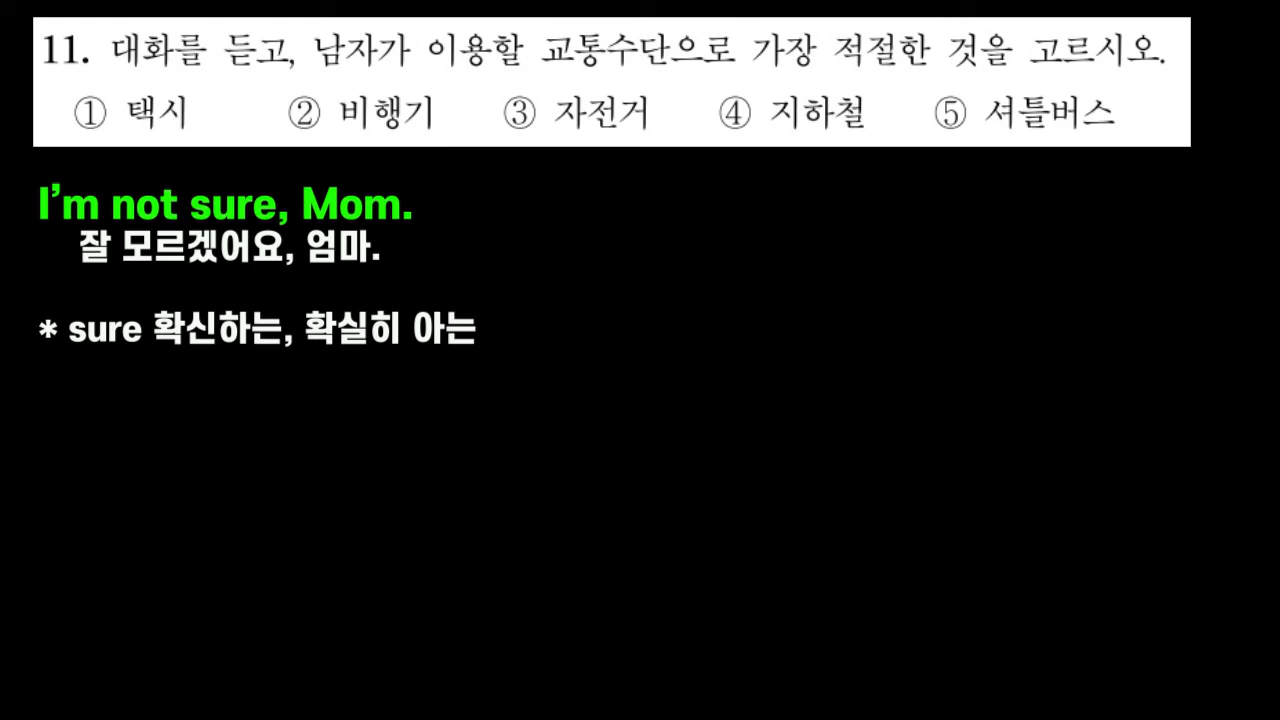 11. 대화를 듣고, 남자가 이용할 교통수단으로 가장 적절한 것을 고르시오.
① 택시 ② 비행기 ③ 자전거 ④ 지하철 ⑤ 셔틀버스
I’m not sure, Mom.
잘 모르겠어요, 엄마.
* sure 확신하는, 확실히 아는